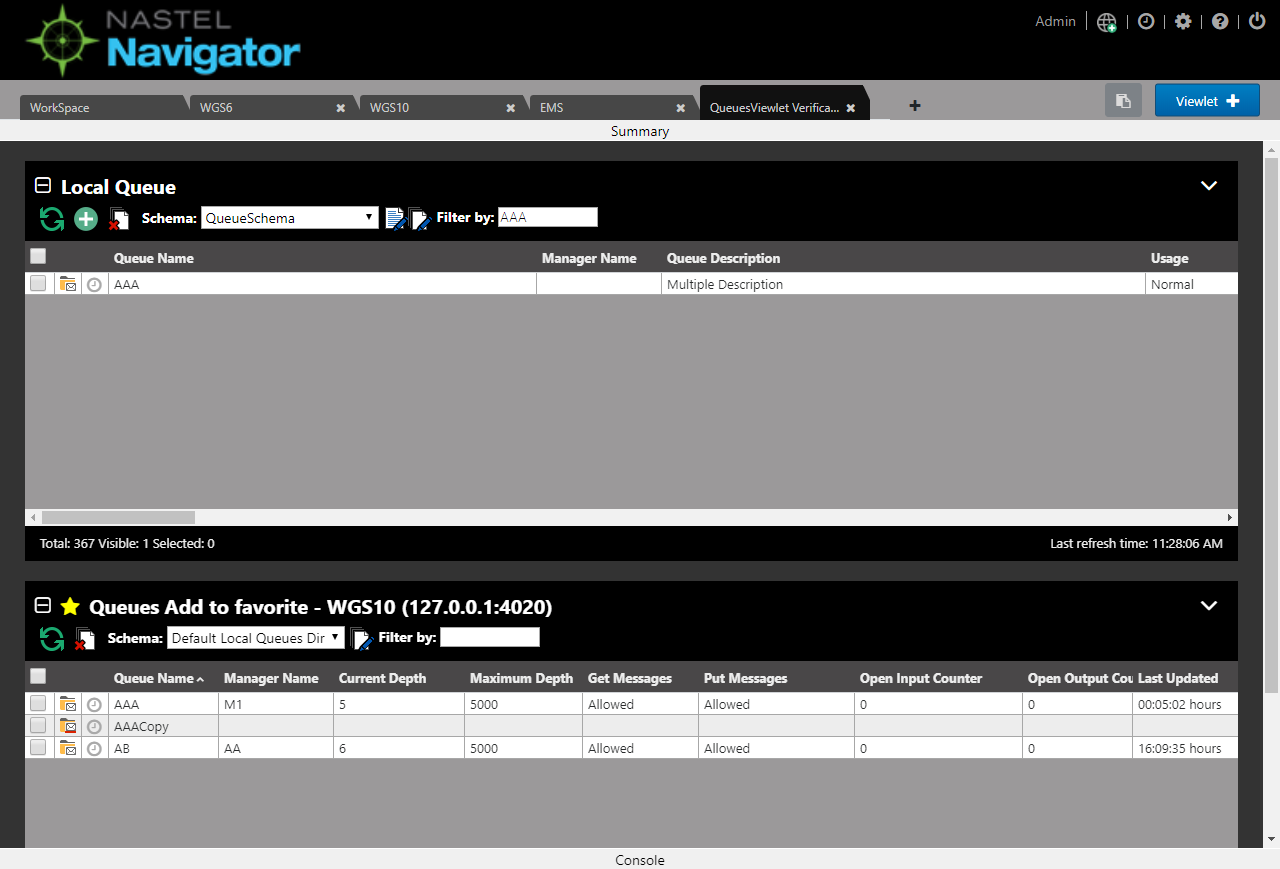 NASTEL
Navigator
Admin
WorkSpace
WGS6
WGS10
EMS
QueuesViewlet Verifica...
Viewlet
Summary
Local Queue
Schema: QueueSchema Filter by: AAA
Queue Name Manager Name Queue Description Usage
AAA Multiple Description Normal
Total: 367 Visible: 1 Selected: 0 Last refresh time: 11:28:06 AM
Queues Add to favorite - WGS10 (127.0.0.1:4020)
Schema: Default Local Queues Dir Filter by:
Queue Name Manager Name Current Depth Maximum Depth Get Messages Put Messages Open Input Counter Open Output Cou Last Updated
AAA M1 5 5000 Allowed Allowed 0 0 00:05:02 hours
AAACopy
AB AA 6 5000 Allowed Allowed 0 0 16:09:35 hours
Console